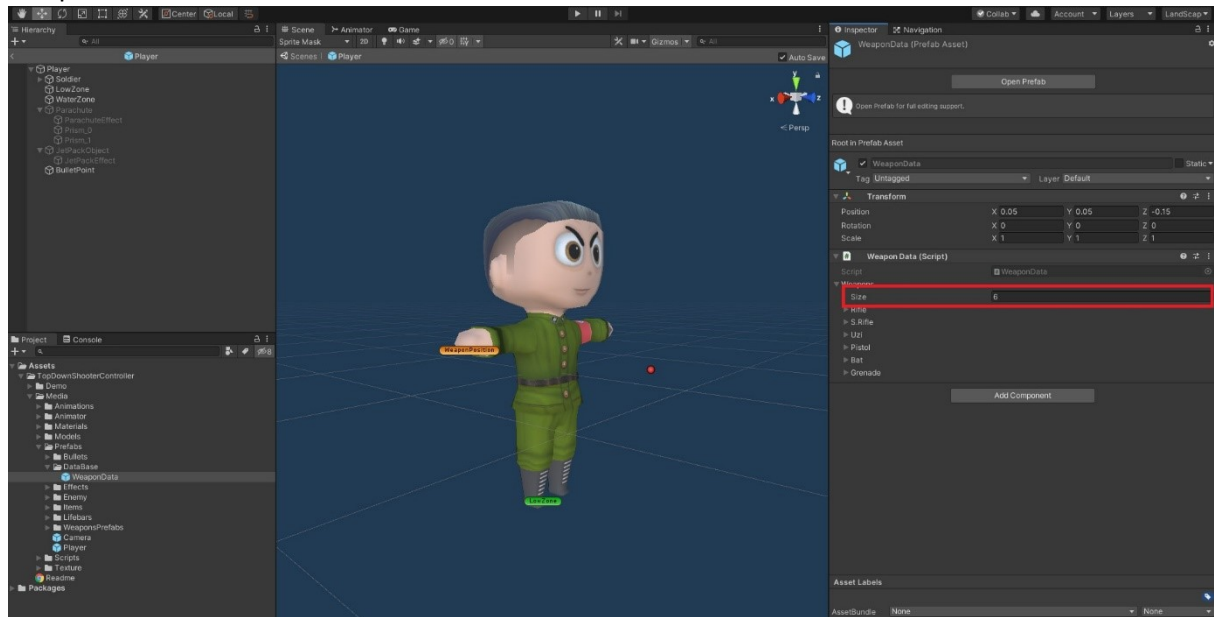 Center Local
Collab Account Layers LandScap
Hierarchy
All
Player
Player
Soldier
LowZone
WaterZone
Parachute
ParachuteEffect
Prism_0
Prism_1
JetPackObject
JetPackEffect
BulletPoint
Project Console
8
Assets
TopDownShooterController
Demo
Media
Animations
Animator
Materials
Models
Prefabs
Bullets
DataBase
WeaponData
Effects
Enemy
Items
Lifebars
WeaponsPrefabs
Camera
Player
Scripts
Texture
Readme
Packages
Scene Animator Game
Sprite Mask 2D 0 Gizmos All
Scenes Player Auto Save
y
x z
Persp
WeaponPosition
LowZone
Inspector Navigation
WeaponData (Prefab Asset)
Open Prefab
Open Prefab for full editing support.
Root in Prefab Asset
WeaponData Static
Tag Untagged Layer Default
Transform
Position X 0.05 Y 0.05 Z -0.15
Rotation X 0 Y 0 Z 0
Scale X 1 Y 1 Z 1
Weapon Data (Script)
Script WeaponData
Weapons
Size 6
Rifle
S.Rifle
Uzi
Pistol
Bat
Grenade
Add Component
Asset Labels
AssetBundle None None